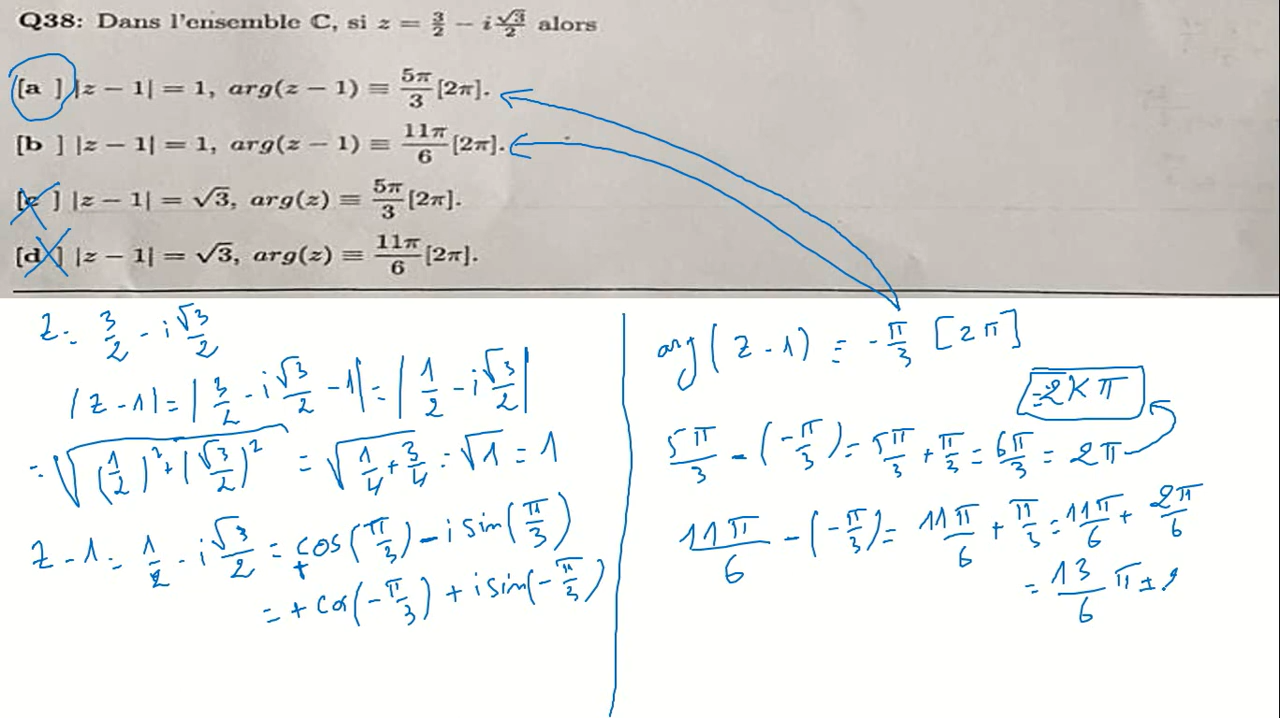 Q38: Dans l'ensemble ℂ, si z = 3/2 − i√3/2 alors
[a ] |z − 1| = 1, arg(z − 1) ≡ 5π/3 [2π].
[b ] |z − 1| = 1, arg(z − 1) ≡ 11π/6 [2π].
[c ] |z − 1| = √3, arg(z) ≡ 5π/3 [2π].
[d ] |z − 1| = √3, arg(z) ≡ 11π/6 [2π].
z = 3/2 − i√3/2
|z − 1| = |3/2 − i√3/2 − 1| = |1/2 − i√3/2|
= √((1/2)² + (√3/2)²) = √(1/4 + 3/4) = √1 = 1
z − 1 = 1/2 − i√3/2 = +cos(π/3) − i sin(π/3)
= + cos(−π/3) + i sin(−π/3)
arg(z − 1) ≡ −π/3 [2π]
=2Kπ
5π/3 − (−π/3) = 5π/3 + π/3 = 6π/3 = 2π
11π/6 − (−π/3) = 11π/6 + π/3 = 11π/6 + 2π/6
= 13/6 π